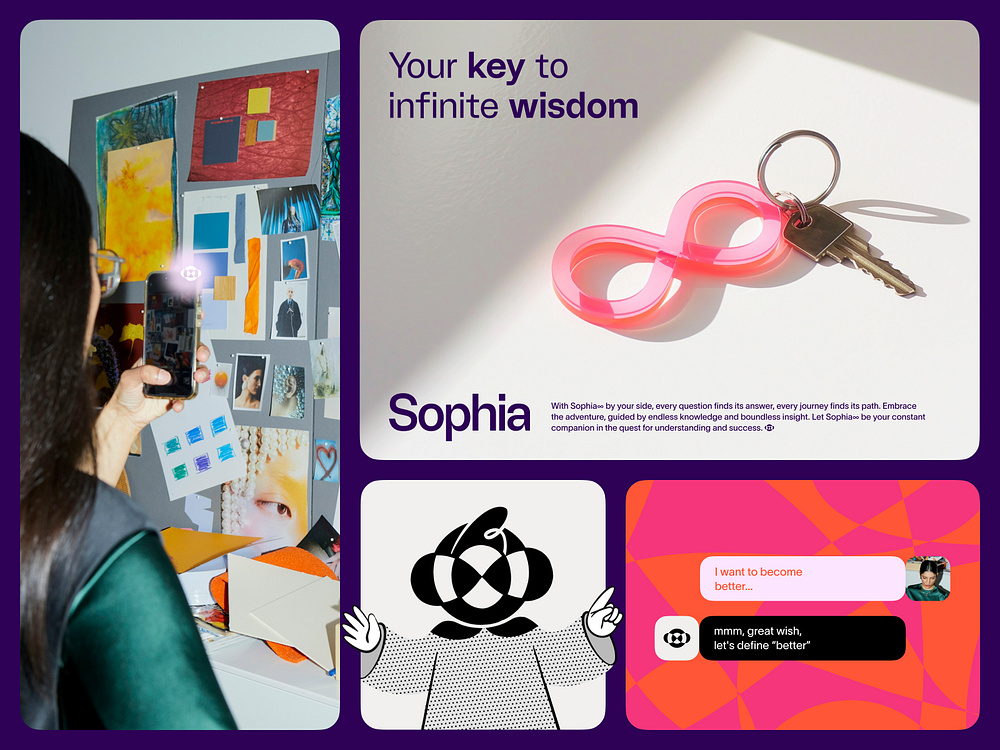 Your key to
infinite wisdom
Sophia
With Sophia∞ by your side, every question finds its answer, every journey finds its path. Embrace
the adventure, guided by endless knowledge and boundless insight. Let Sophia∞ be your constant
companion in the quest for understanding and success.
I want to become
better...
mmm, great wish,
let's define “better”